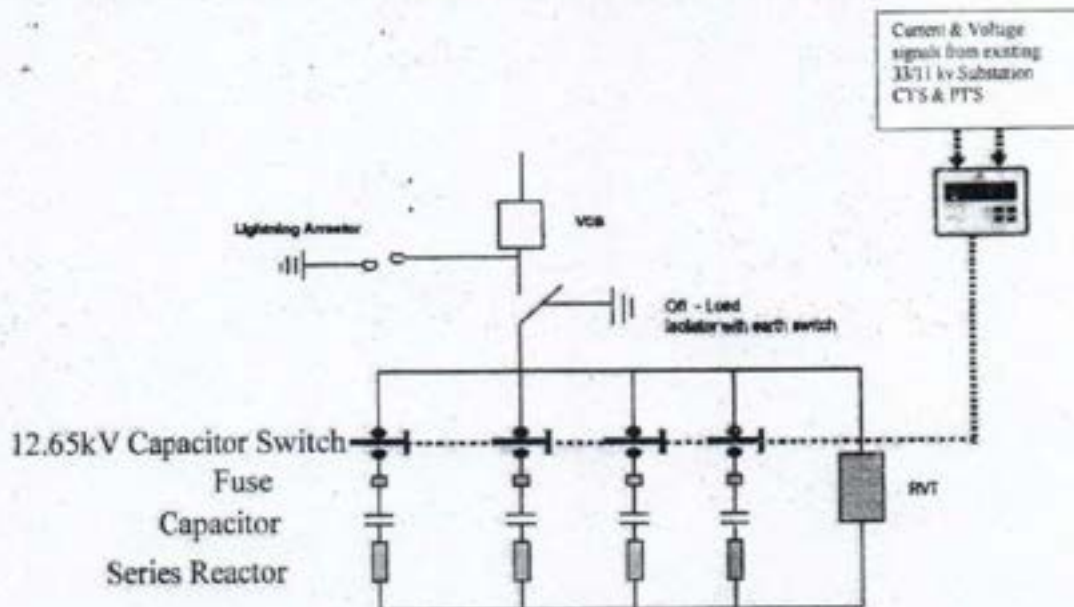 Current & Voltage
signals from existing
33/11 kv Substation
CYS & PTS
Lightning Arrestor
VCB
Off - Load
Isolator with earth switch
12.65kV Capacitor Switch
Fuse
Capacitor
Series Reactor
RVT